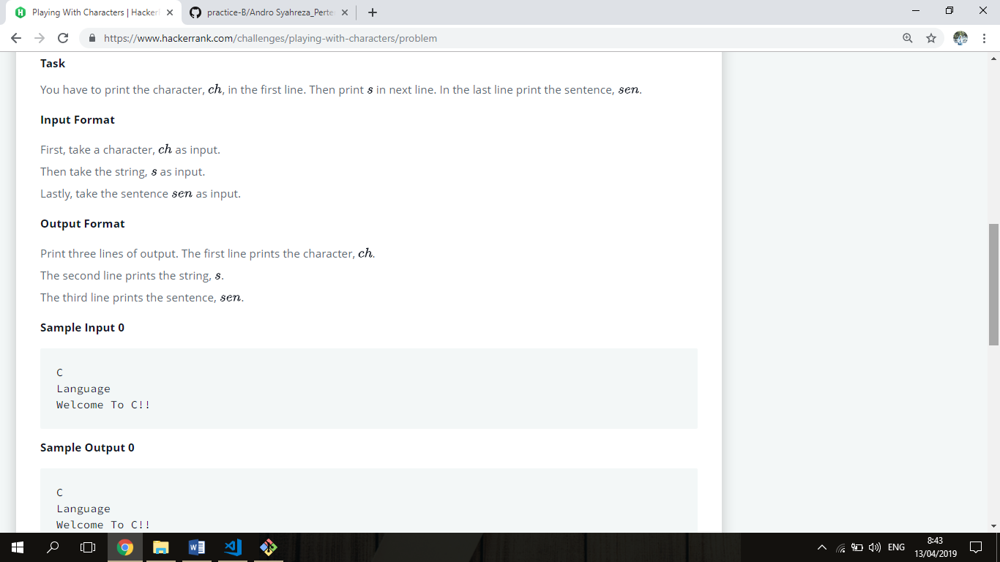 Playing With Characters | Hacker
practice-B/Andro Syahreza_Perte
https://www.hackerrank.com/challenges/playing-with-characters/problem
Task
You have to print the character, ch, in the first line. Then print s in next line. In the last line print the sentence, sen.
Input Format
First, take a character, ch as input.
Then take the string, s as input.
Lastly, take the sentence sen as input.
Output Format
Print three lines of output. The first line prints the character, ch.
The second line prints the string, s.
The third line prints the sentence, sen.
Sample Input 0
C
Language
Welcome To C!!
Sample Output 0
C
Language
Welcome To C!!
ENG
8:43
13/04/2019